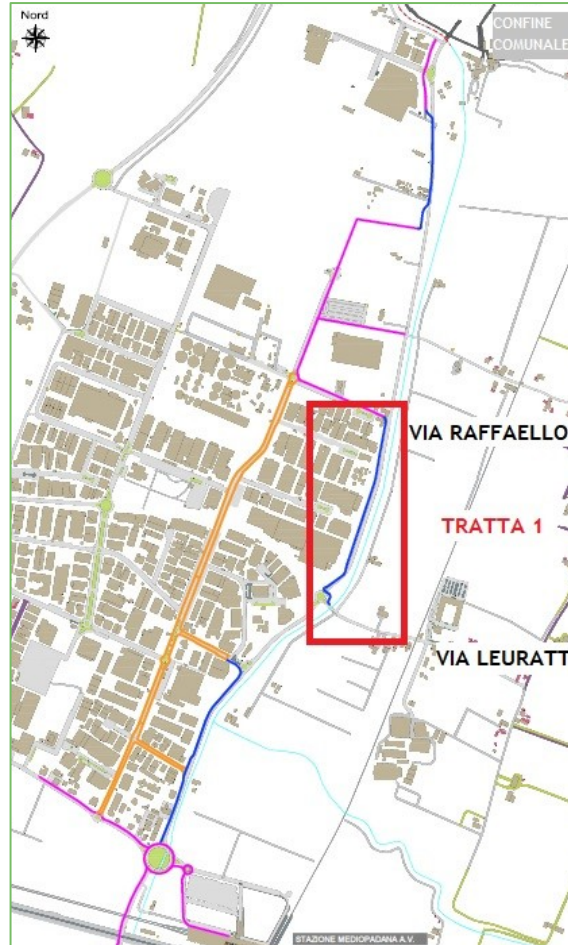 Nord
CONFINE
COMUNALE
VIA RAFFAELLO
TRATTA 1
VIA LEURATT
STAZIONE MEDIOPADANA A.V.